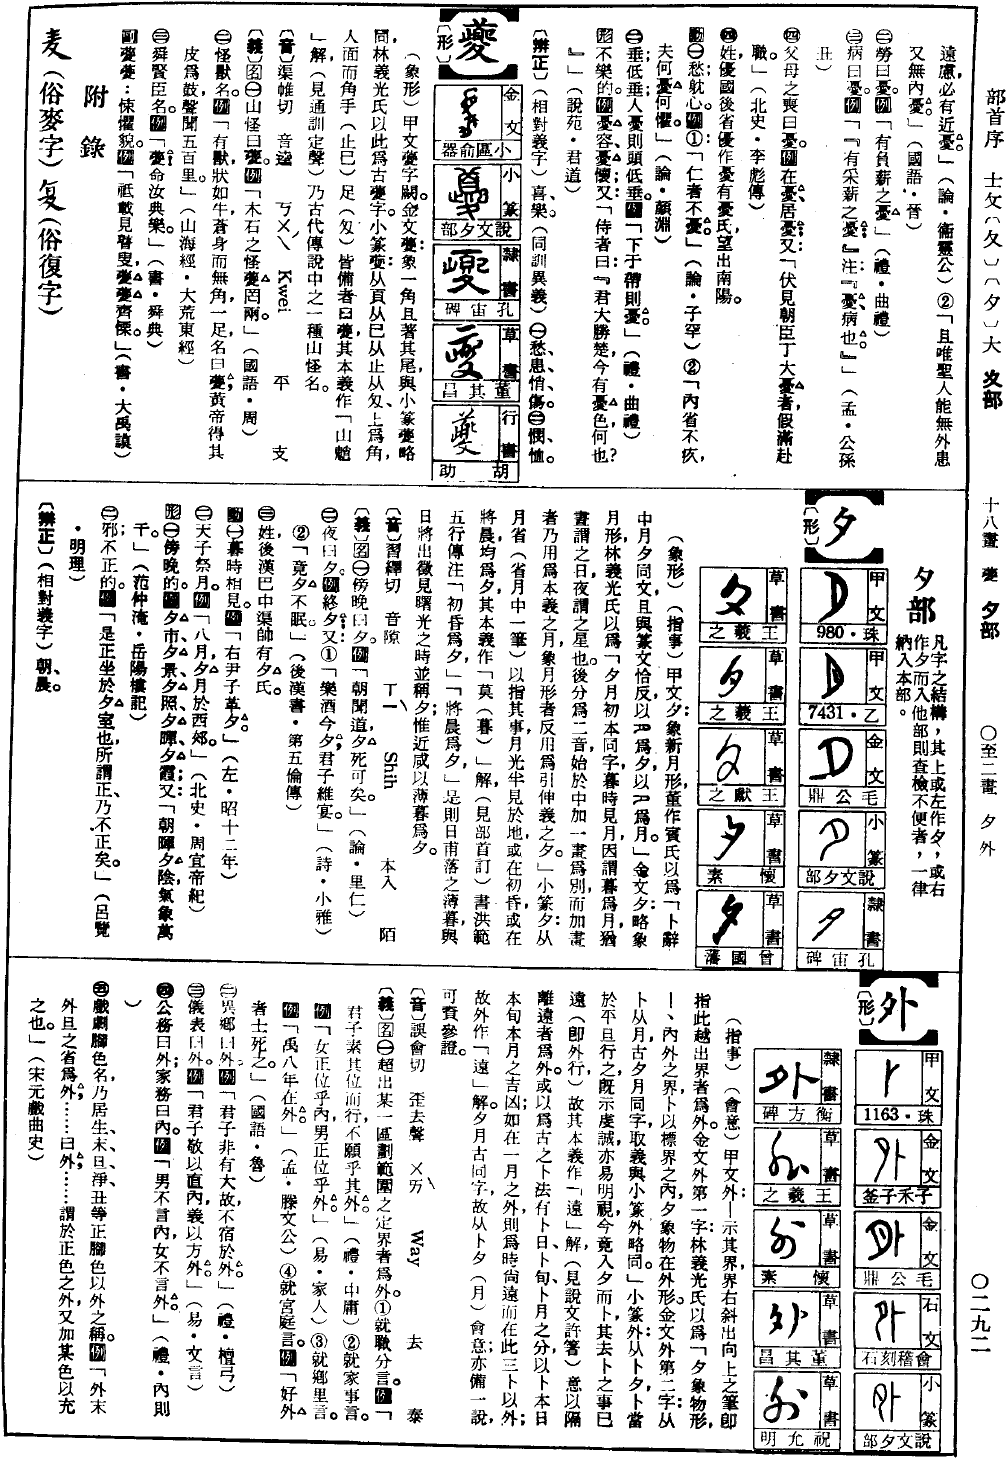 部首序　士夂（夊）（夕）大　夊部
十八畫　夔　夕部
〇至二畫　夕外
〇二九二
遠慮，必有近憂。」（論・衞靈公）②「且唯聖人能無外患
又無內憂。」（國語・晉）
㊁勞曰憂。例「有負薪之憂。」（禮・曲禮）
㊂病曰憂。例「『有采薪之憂』注：『憂，病也。』」（孟・公孫
丑）
㊃父母之喪曰憂。例在憂；居憂；又「伏見朝臣丁大憂者，假滿赴
職。」（北史・李彪傳）
㊄姓。優國後，省優作憂；有憂氏，望出南陽。
動㊀愁；躭心。例①「仁者不憂。」（論・子罕）②「內省不疚，
夫何憂何懼。」（論・顏淵）
㊁垂低；垂人憂則頭低垂。例「下于帶則憂。」（禮・曲禮）
形不樂的。例憂容；憂懷；又「侍者曰：『君大勝楚，今有憂色，何也？
』」（說苑・君道）
〔辨正〕（相對義字）喜、樂。（同訓異義）㊀愁、患、悄、傷。㊁憫、恤。
夔
〔形〕
金文　小臣俞器
小篆　說文夂部
隸書　孔宙碑
草書　董其昌
行書　胡助
（象形）甲文夔字闕。金文夔：象一角且著其尾，與小篆夔略
同，林義光氏以此爲古夔字。小篆夔：从頁从巳从止从夂，上爲角，
人面而角手（止巳）足（夂）皆備者曰夔。其本義作「山魈
」解（見通訓定聲），乃古代傳說中之一種山怪名。
〔音〕渠帷切　音逵　ㄎㄨㄟˊ　Kwei　平　支
〔義〕名㊀山怪曰夔。例「木石之怪夔罔兩。」（國語・周）
㊁怪獸名。例「有獸狀如牛，蒼身而無角，一足，名曰夔；黃帝得其
皮爲鼓，聲聞五百里。」（山海經・大荒東經）
㊂舜賢臣名。例「夔！命汝典樂。」（書・舜典）
副夔夔：悚懼貌。例「祗載見瞽叟，夔夔齊慄。」（書・大禹謨）
附錄
麦（俗麥字）复（俗復字）
夕部
凡字之結構，其上或左作夕，或右
作夕而入他部則查檢不便者，一律
納入本部。
夕
〔形〕
甲文　珠・980
甲文　乙・7431
金文　毛公鼎
小篆　說文夕部
隸書　孔宙碑
草書　王羲之
草書　王羲之
草書　王獻之
草書　懷素
草書　曾國藩
（象形）（指事）甲文夕：象新月形，董作賓氏以爲「卜辭
形，林義光氏以爲「夕月初本同字，暮時見月因謂暮爲月，猶
晝謂之日，夜謂之星也。後分爲二音，始於中加一畫爲別，而加畫
者乃用爲本義之月，象月形者反用爲引伸義之夕。」小篆夕：从
月省（省月中一筆）以指其事，月光半見於地，或在初昏或在
將晨均爲夕。其本義作「莫（暮）」解（見部首訂），書洪範
五行傳注「初昏爲夕」，「將晨爲夕」，是則日甫落之薄暮與
日將出微見曙光之時並稱夕，惟近咸以薄暮爲夕。
〔音〕習繹切　音隙　ㄒㄧˋ　Shih　本入　陌
〔義〕名㊀傍晚曰夕。例「朝聞道，夕死可矣。」（論・里仁）
㊁夜曰夕。例終夕；又：①「樂酒今夕，君子維宴。」（詩・小雅）
②「竟夕不眠。」（後漢書・第五倫傳）
㊂姓。後漢巴中渠帥有夕氏。
動㊀暮時相見。例「右尹子革夕。」（左・昭十二年）
㊁天子祭月。例「八月，夕月於西郊。」（北史・周宣帝紀）
形㊀傍晚的。例夕市；夕景；夕照；夕暉；夕霞；又「朝暉夕陰，氣象萬
千。」（范仲淹・岳陽樓記）
㊁邪；不正的。例「是正坐於夕室也，所謂正，乃不正矣。」（呂覽
・明理）
〔辨正〕（相對義字）朝、晨。
外
〔形〕
甲文　珠・1163
金文　子禾子釜
金文　毛公鼎
石文　會稽刻石
小篆　說文夕部
隸書　衡方碑
草書　王羲之
草書　懷素
草書　董其昌
草書　祝允明
（指事）（會意）甲文外：丨示其界，界右斜出向上之筆卽
指此越出界者爲外。金文外第一字：林義光氏以爲「夕象物形，
丨、內外之界，卜以標界之內，夕象物在外形。金文外第二字：从
卜从月，古夕月同字，取義與小篆外略同。」小篆外：从卜夕，卜當
於平旦行之，旣示虔誠亦易明視，今竟入夕而卜，其去卜之事已
遠（卽外行），故其本義作「遠」解（見說文許箸），意以隔
離遠者爲外。或以爲古之卜法有卜日、卜旬、卜月之分，以卜本日、
本旬、本月之吉凶；如在一月之外，則爲時尙遠，而在此三卜以外；
故外作「遠」解，夕月古同字，故从卜夕（月）會意；亦備一說，
可資參證。
〔音〕誤會切　歪去聲　ㄨㄞˋ　Way　去　泰
〔義〕名㊀超出某一區劃範圍之定界者爲外。①就職分言。例「
君子素其位而行，不願乎其外。」（禮・中庸）②就家事言。
例「女正位乎內，男正位乎外。」（易・家人）③就鄉里言。
例「禹八年在外。」（孟・滕文公）④就宮庭言。例「好外，
者士死之。」（國語・魯）
㊁異鄉曰外。例「君子非有大故，不宿於外。」（禮・檀弓）
㊂儀表曰外。例「君子敬以直內，義以方外。」（易・文言）
㊃公務曰外；家務曰內。例「男不言內，女不言外。」（禮・內則
）
㊄戲劇腳色名，乃居生、末、旦、淨、丑等正腳色以外之稱。例「外末、
外旦之省爲外，……曰外；……謂於正色之外又加某色以充
之也。」（宋元戲曲史）